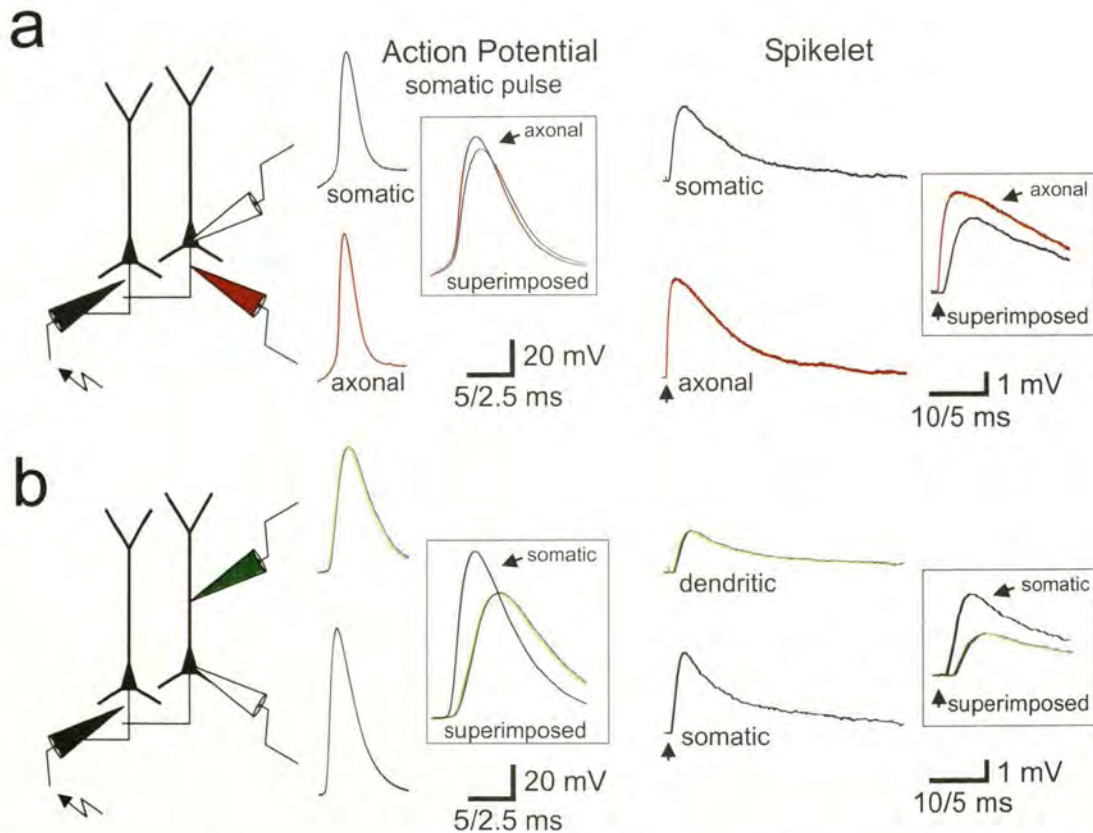 a
Action Potential
somatic pulse
Spikelet
somatic
axonal
superimposed
axonal
20 mV
5/2.5 ms
somatic
axonal
superimposed
axonal
1 mV
10/5 ms
b
somatic
superimposed
20 mV
5/2.5 ms
dendritic
somatic
superimposed
somatic
1 mV
10/5 ms